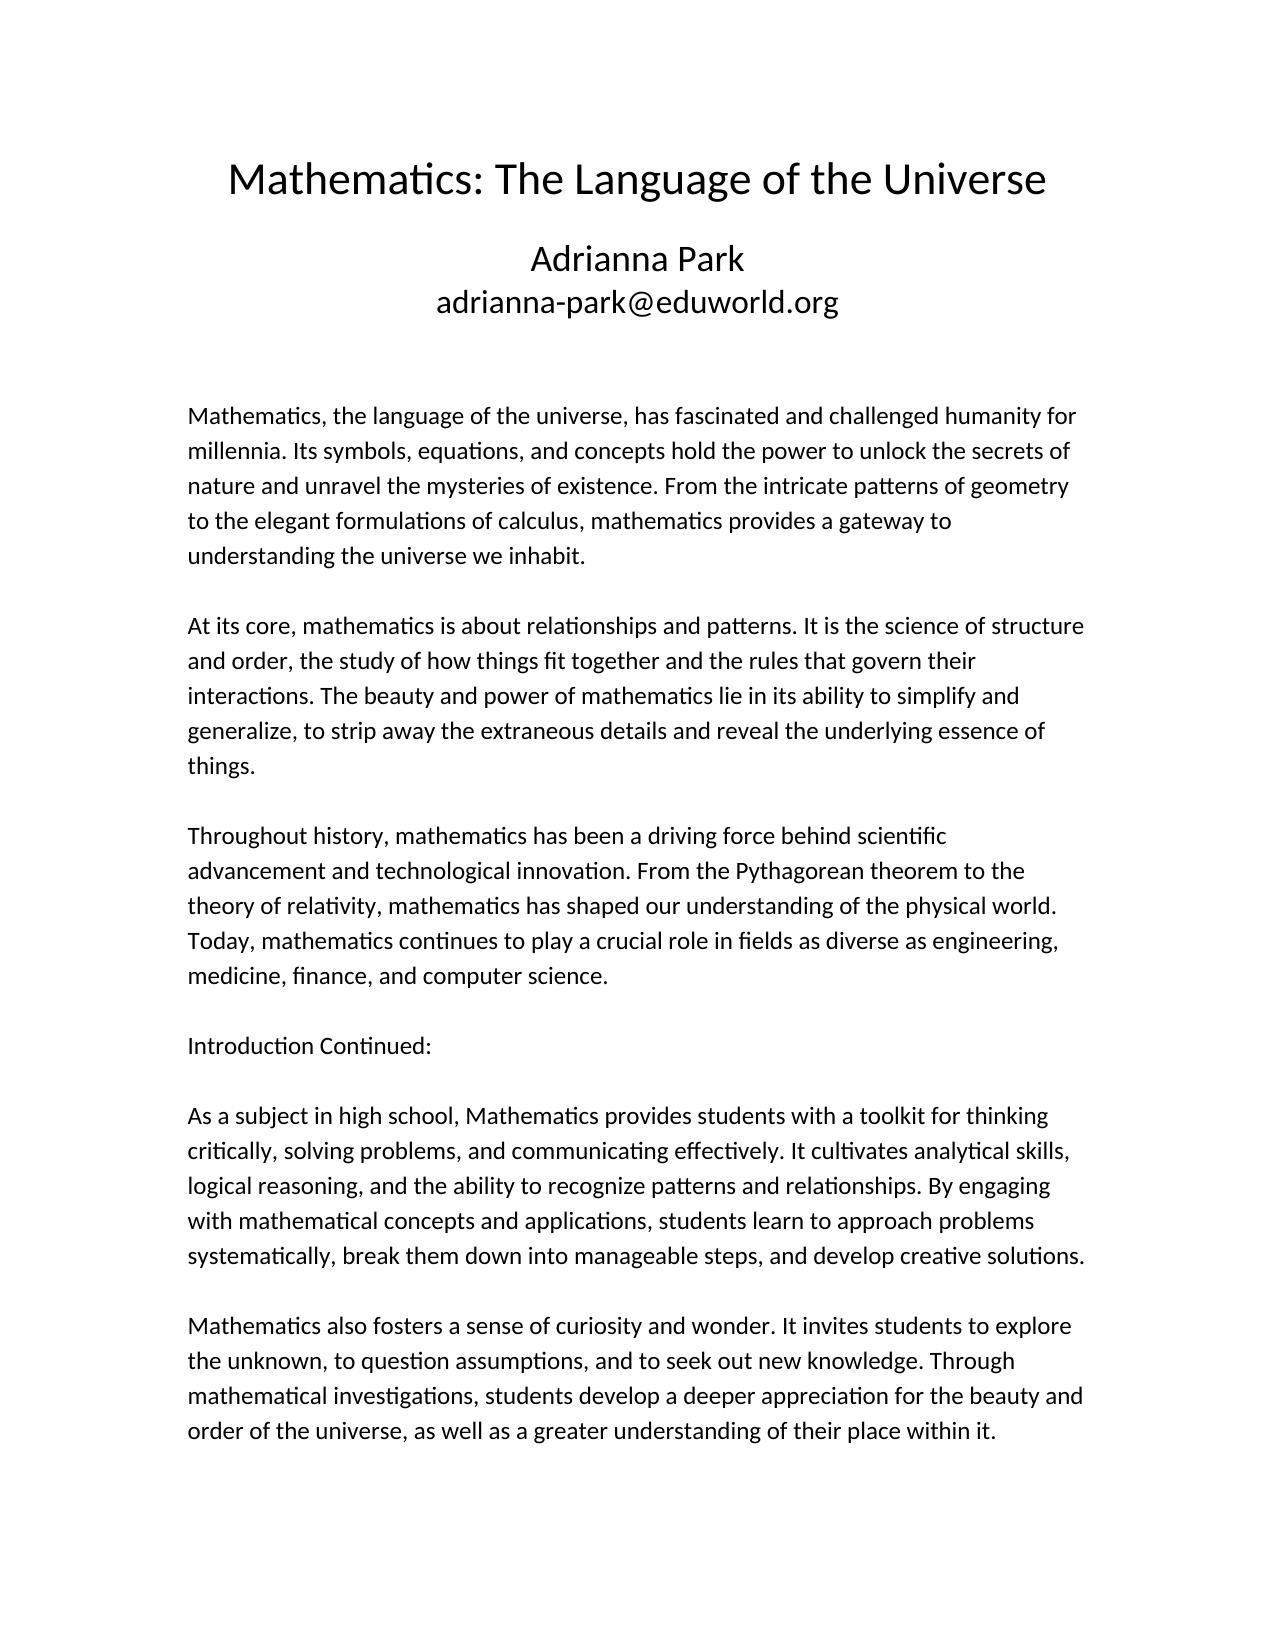 Mathematics: The Language of the Universe
Adrianna Park
adrianna-park@eduworld.org
Mathematics, the language of the universe, has fascinated and challenged humanity for
millennia. Its symbols, equations, and concepts hold the power to unlock the secrets of
nature and unravel the mysteries of existence. From the intricate patterns of geometry
to the elegant formulations of calculus, mathematics provides a gateway to
understanding the universe we inhabit.
At its core, mathematics is about relationships and patterns. It is the science of structure
and order, the study of how things fit together and the rules that govern their
interactions. The beauty and power of mathematics lie in its ability to simplify and
generalize, to strip away the extraneous details and reveal the underlying essence of
things.
Throughout history, mathematics has been a driving force behind scientific
advancement and technological innovation. From the Pythagorean theorem to the
theory of relativity, mathematics has shaped our understanding of the physical world.
Today, mathematics continues to play a crucial role in fields as diverse as engineering,
medicine, finance, and computer science.
Introduction Continued:
As a subject in high school, Mathematics provides students with a toolkit for thinking
critically, solving problems, and communicating effectively. It cultivates analytical skills,
logical reasoning, and the ability to recognize patterns and relationships. By engaging
with mathematical concepts and applications, students learn to approach problems
systematically, break them down into manageable steps, and develop creative solutions.
Mathematics also fosters a sense of curiosity and wonder. It invites students to explore
the unknown, to question assumptions, and to seek out new knowledge. Through
mathematical investigations, students develop a deeper appreciation for the beauty and
order of the universe, as well as a greater understanding of their place within it.